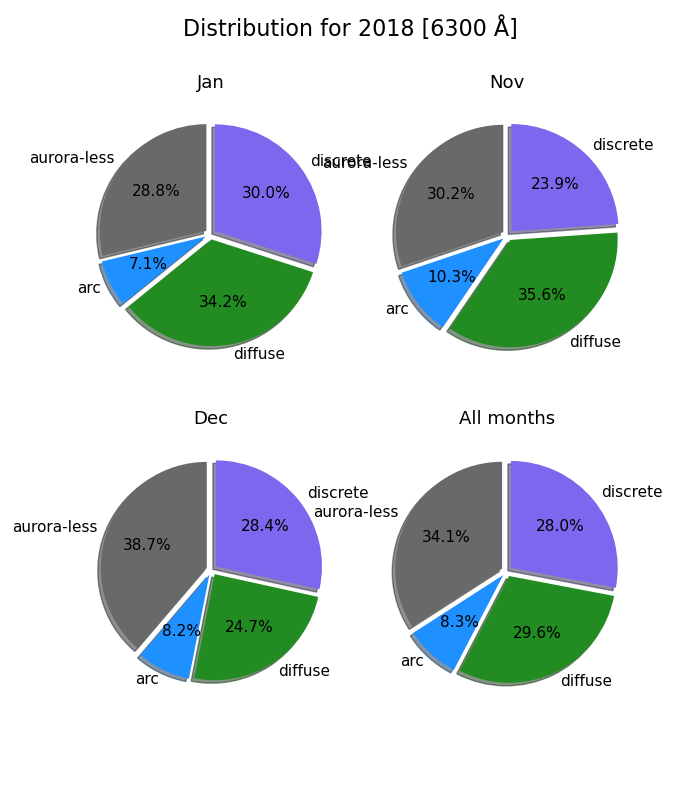 Distribution for 2018 [6300 Å]
Jan
aurora-less
28.8%
discrete
30.0%
arc
7.1%
34.2%
diffuse
Nov
aurora-less
30.2%
discrete
23.9%
arc
10.3%
35.6%
diffuse
Dec
aurora-less
38.7%
discrete
28.4%
arc
8.2%
24.7%
diffuse
All months
aurora-less
34.1%
discrete
28.0%
arc
8.3%
29.6%
diffuse